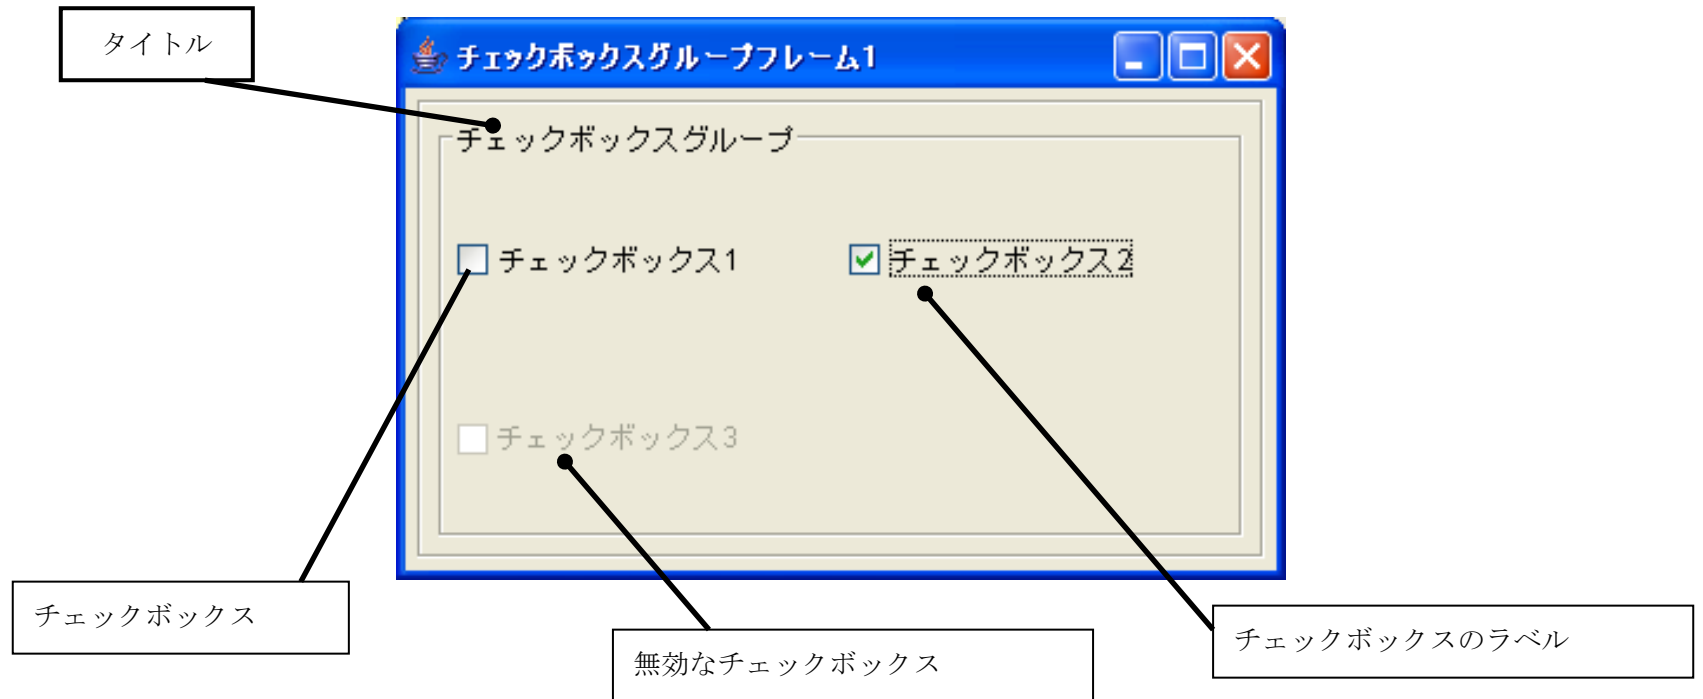 タイトル
チェックボックスグループフレーム1
チェックボックスグループ
チェックボックス1
チェックボックス2
チェックボックス3
チェックボックス
無効なチェックボックス
チェックボックスのラベル